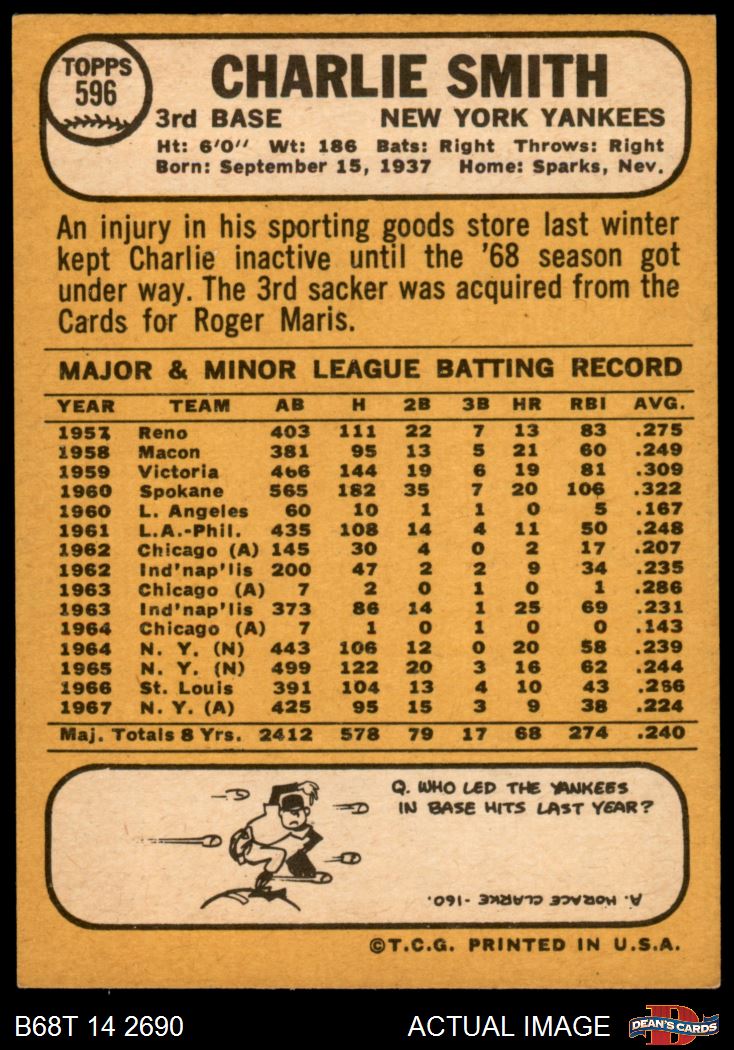 TOPPS
596
CHARLIE SMITH
3rd BASE NEW YORK YANKEES
Ht: 6'0'' Wt: 186 Bats: Right Throws: Right
Born: September 15, 1937 Home: Sparks, Nev.
An injury in his sporting goods store last winter
kept Charlie inactive until the '68 season got
under way. The 3rd sacker was acquired from the
Cards for Roger Maris.
MAJOR & MINOR LEAGUE BATTING RECORD
YEAR TEAM AB H 2B 3B HR RBI AVG.
1957 Reno 403 111 22 7 13 83 .275
1958 Macon 381 95 13 5 21 60 .249
1959 Victoria 466 144 19 6 19 81 .309
1960 Spokane 565 182 35 7 20 106 .322
1960 L. Angeles 60 10 1 1 0 5 .167
1961 L.A.-Phil. 435 108 14 4 11 50 .248
1962 Chicago (A) 145 30 4 0 2 17 .207
1962 Ind'nap'lis 200 47 2 2 9 34 .235
1963 Chicago (A) 7 2 0 1 0 1 .286
1963 Ind'nap'lis 373 86 14 1 25 69 .231
1964 Chicago (A) 7 1 0 1 0 0 .143
1964 N. Y. (N) 443 106 12 0 20 58 .239
1965 N. Y. (N) 499 122 20 3 16 62 .244
1966 St. Louis 391 104 13 4 10 43 .266
1967 N. Y. (A) 425 95 15 3 9 38 .224
Maj. Totals 8 Yrs. 2412 578 79 17 68 274 .240
Q. WHO LED THE YANKEES
IN BASE HITS LAST YEAR?
A. HORACE CLARKE-160.
©T.C.G. PRINTED IN U.S.A.
B68T 14 2690 ACTUAL IMAGE DEAN'S CARDS